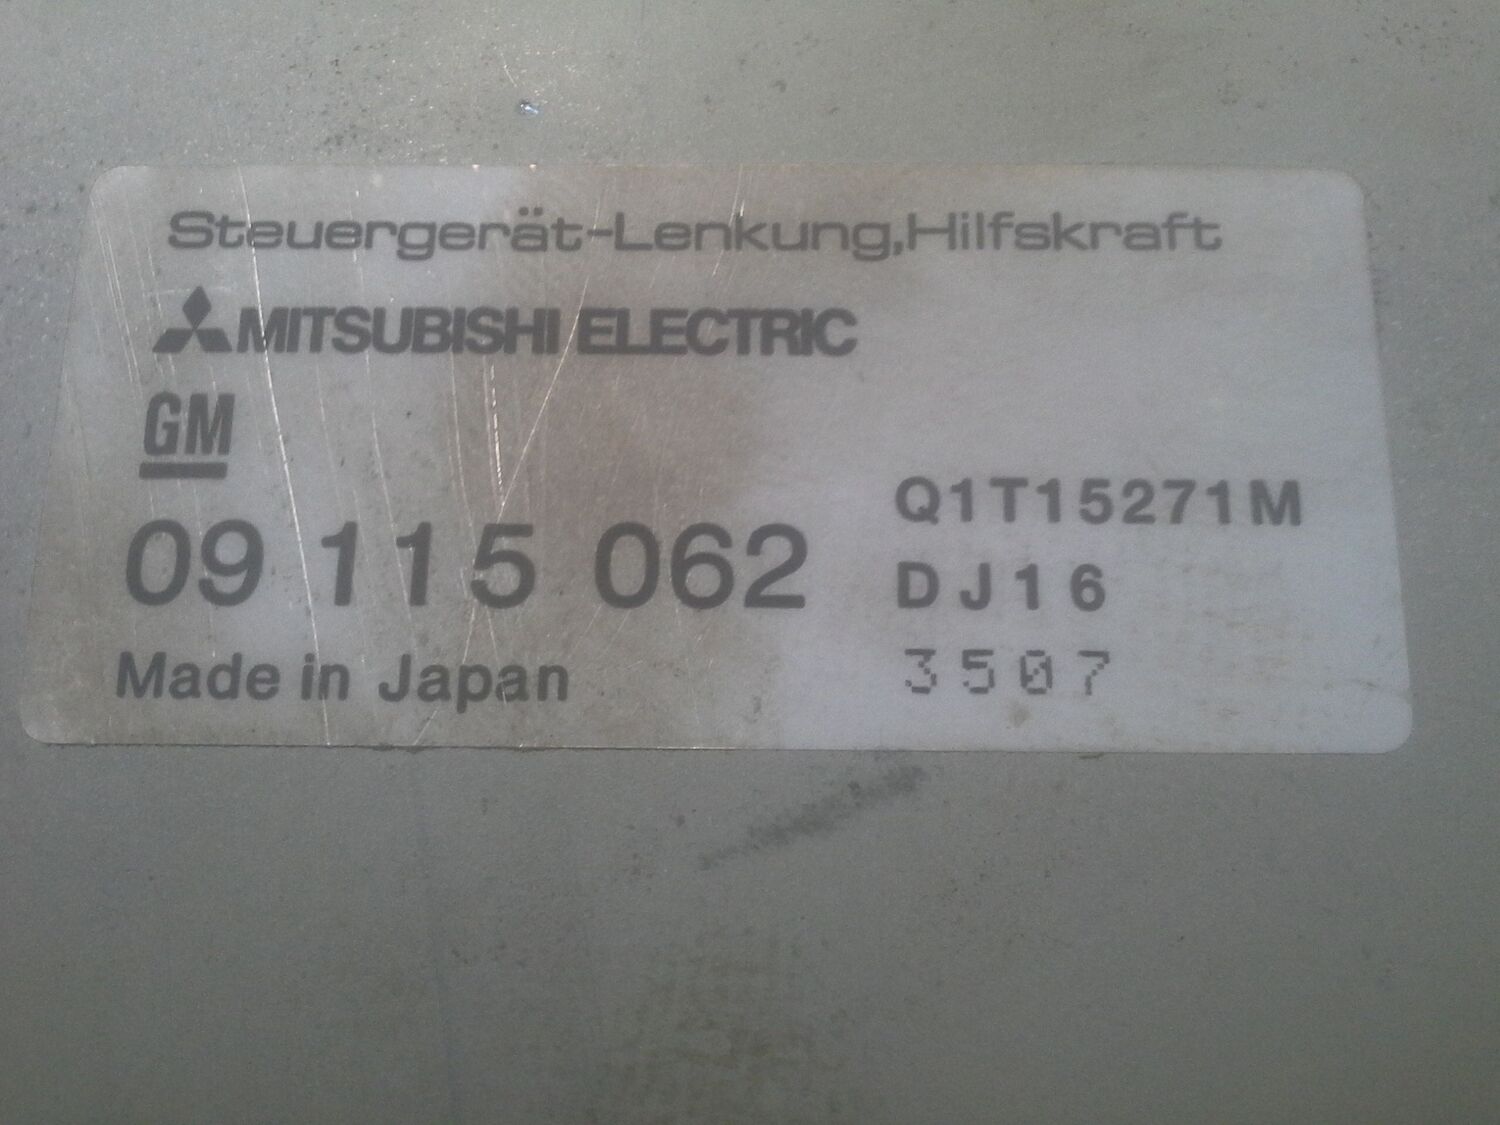 Steuergerät-Lenkung,Hilfskraft
MITSUBISHI ELECTRIC
GM
09 115 062
Made in Japan
Q1T15271M
DJ16
3507